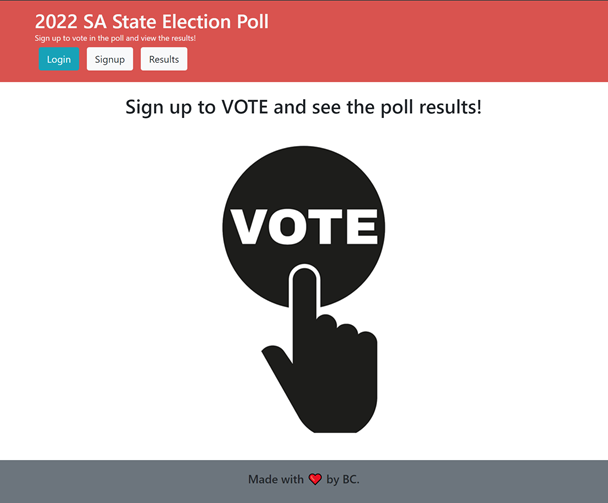 2022 SA State Election Poll
Sign up to vote in the poll and view the results!
Login Signup Results
Sign up to VOTE and see the poll results!
VOTE
Made with ❤️ by BC.